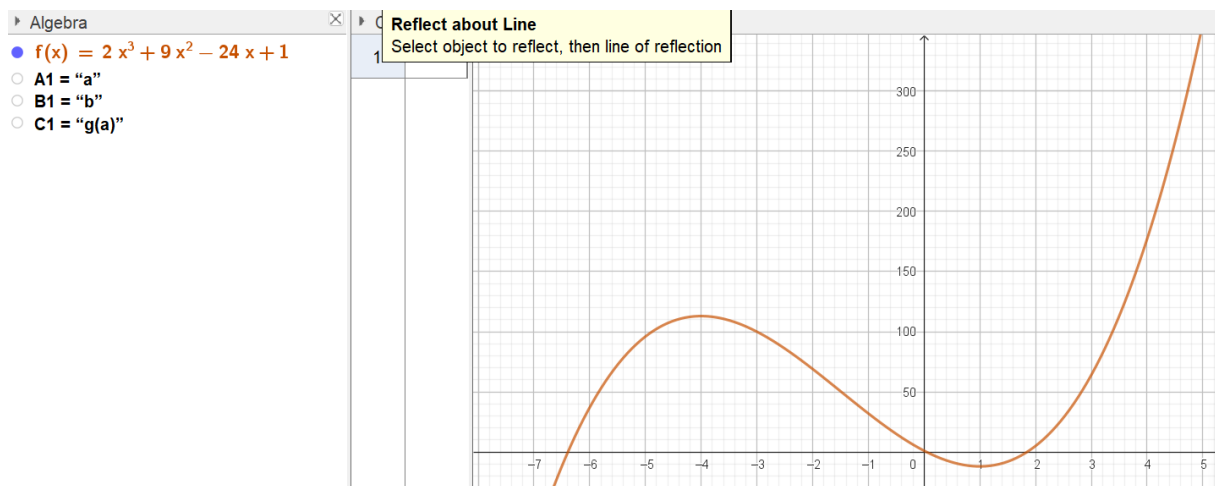 Algebra
f(x) = 2 x³ + 9 x² − 24 x + 1
A1 = “a”
B1 = “b”
C1 = “g(a)”
Reflect about Line
Select object to reflect, then line of reflection
1
300
250
200
150
100
50
−7 −6 −5 −4 −3 −2 −1 0 1 2 3 4 5